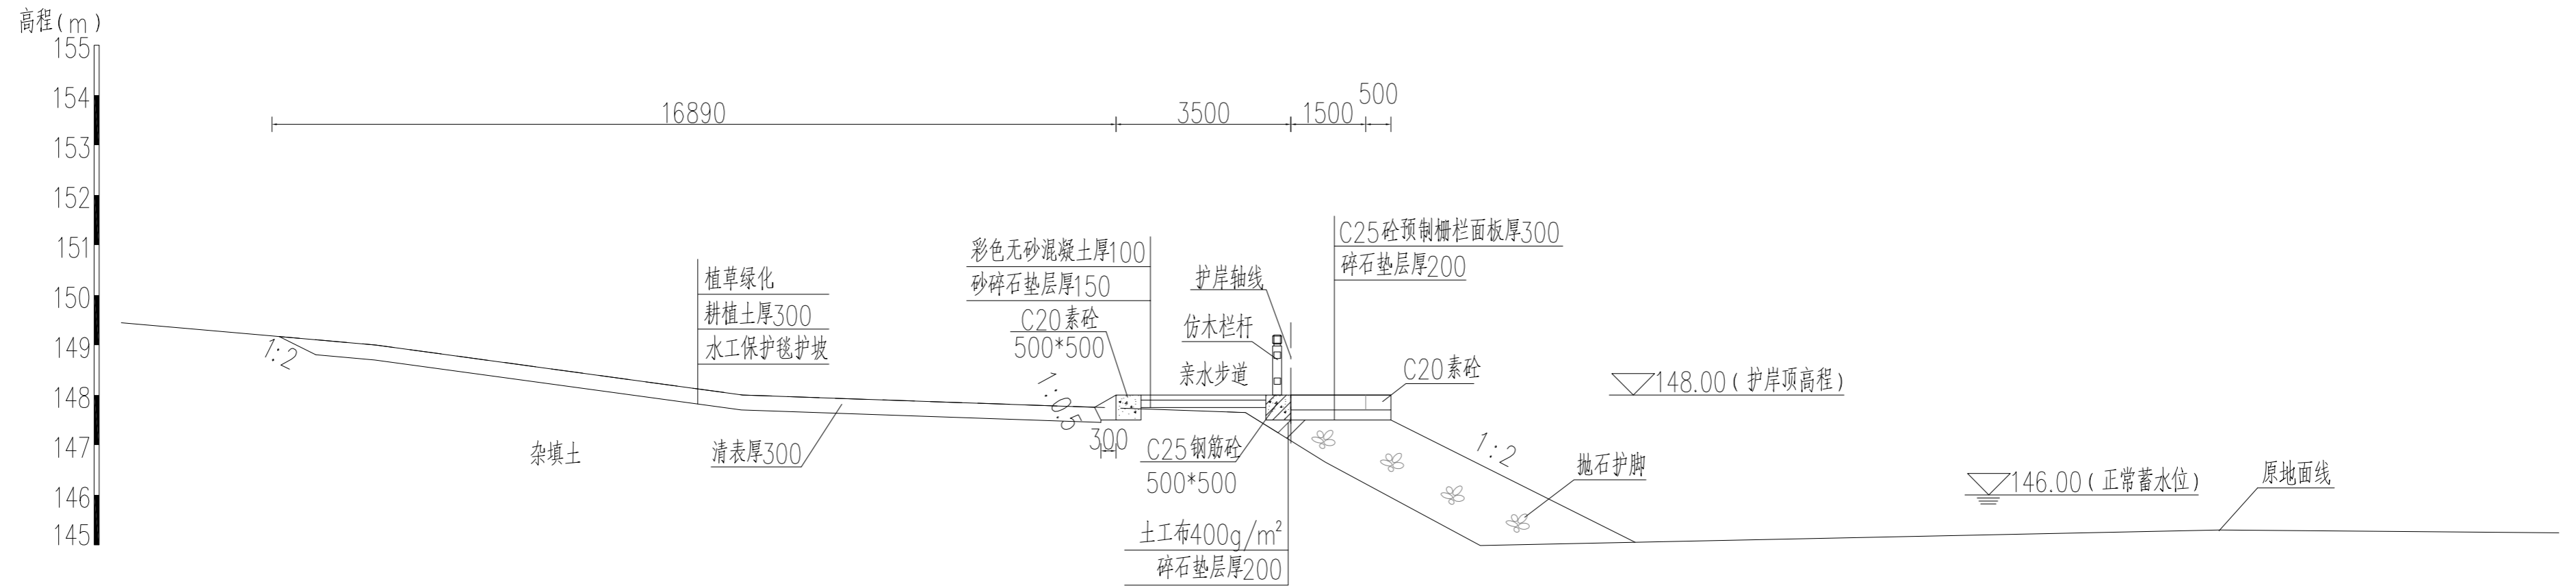 高程(m)
155
154
153
152
151
150
149
148
147
146
145
16890
3500
1500
500
植草绿化
耕植土厚300
水工保护毯护坡
彩色无砂混凝土厚100
砂碎石垫层厚150
C20素砼
500*500
护岸轴线
仿木栏杆
亲水步道
C25砼预制栅栏面板厚300
碎石垫层厚200
C20素砼
148.00(护岸顶高程)
1:2
1:0.5
300
杂填土
清表厚300
C25钢筋砼
500*500
土工布400g/m²
碎石垫层厚200
1:2
抛石护脚
146.00(正常蓄水位)
原地面线